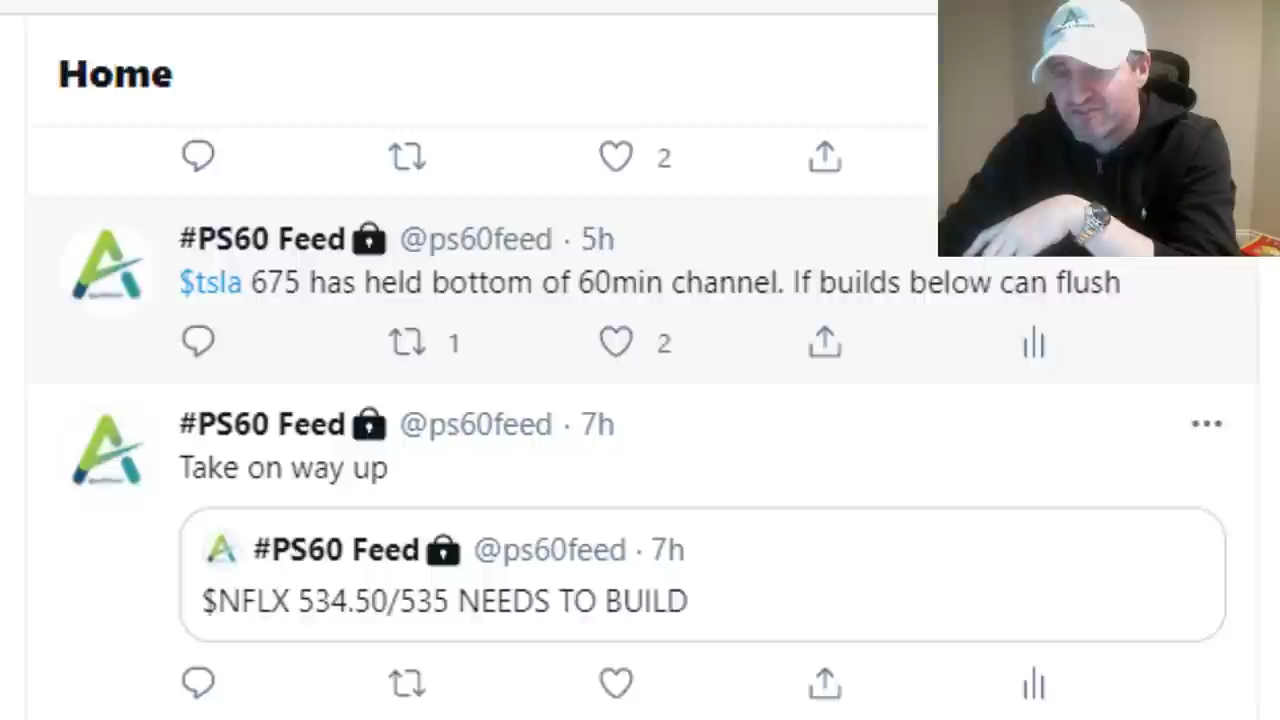 Home
2
#PS60 Feed @ps60feed · 5h
$tsla 675 has held bottom of 60min channel. If builds below can flush
1 2
#PS60 Feed @ps60feed · 7h
Take on way up
#PS60 Feed @ps60feed · 7h
$NFLX 534.50/535 NEEDS TO BUILD